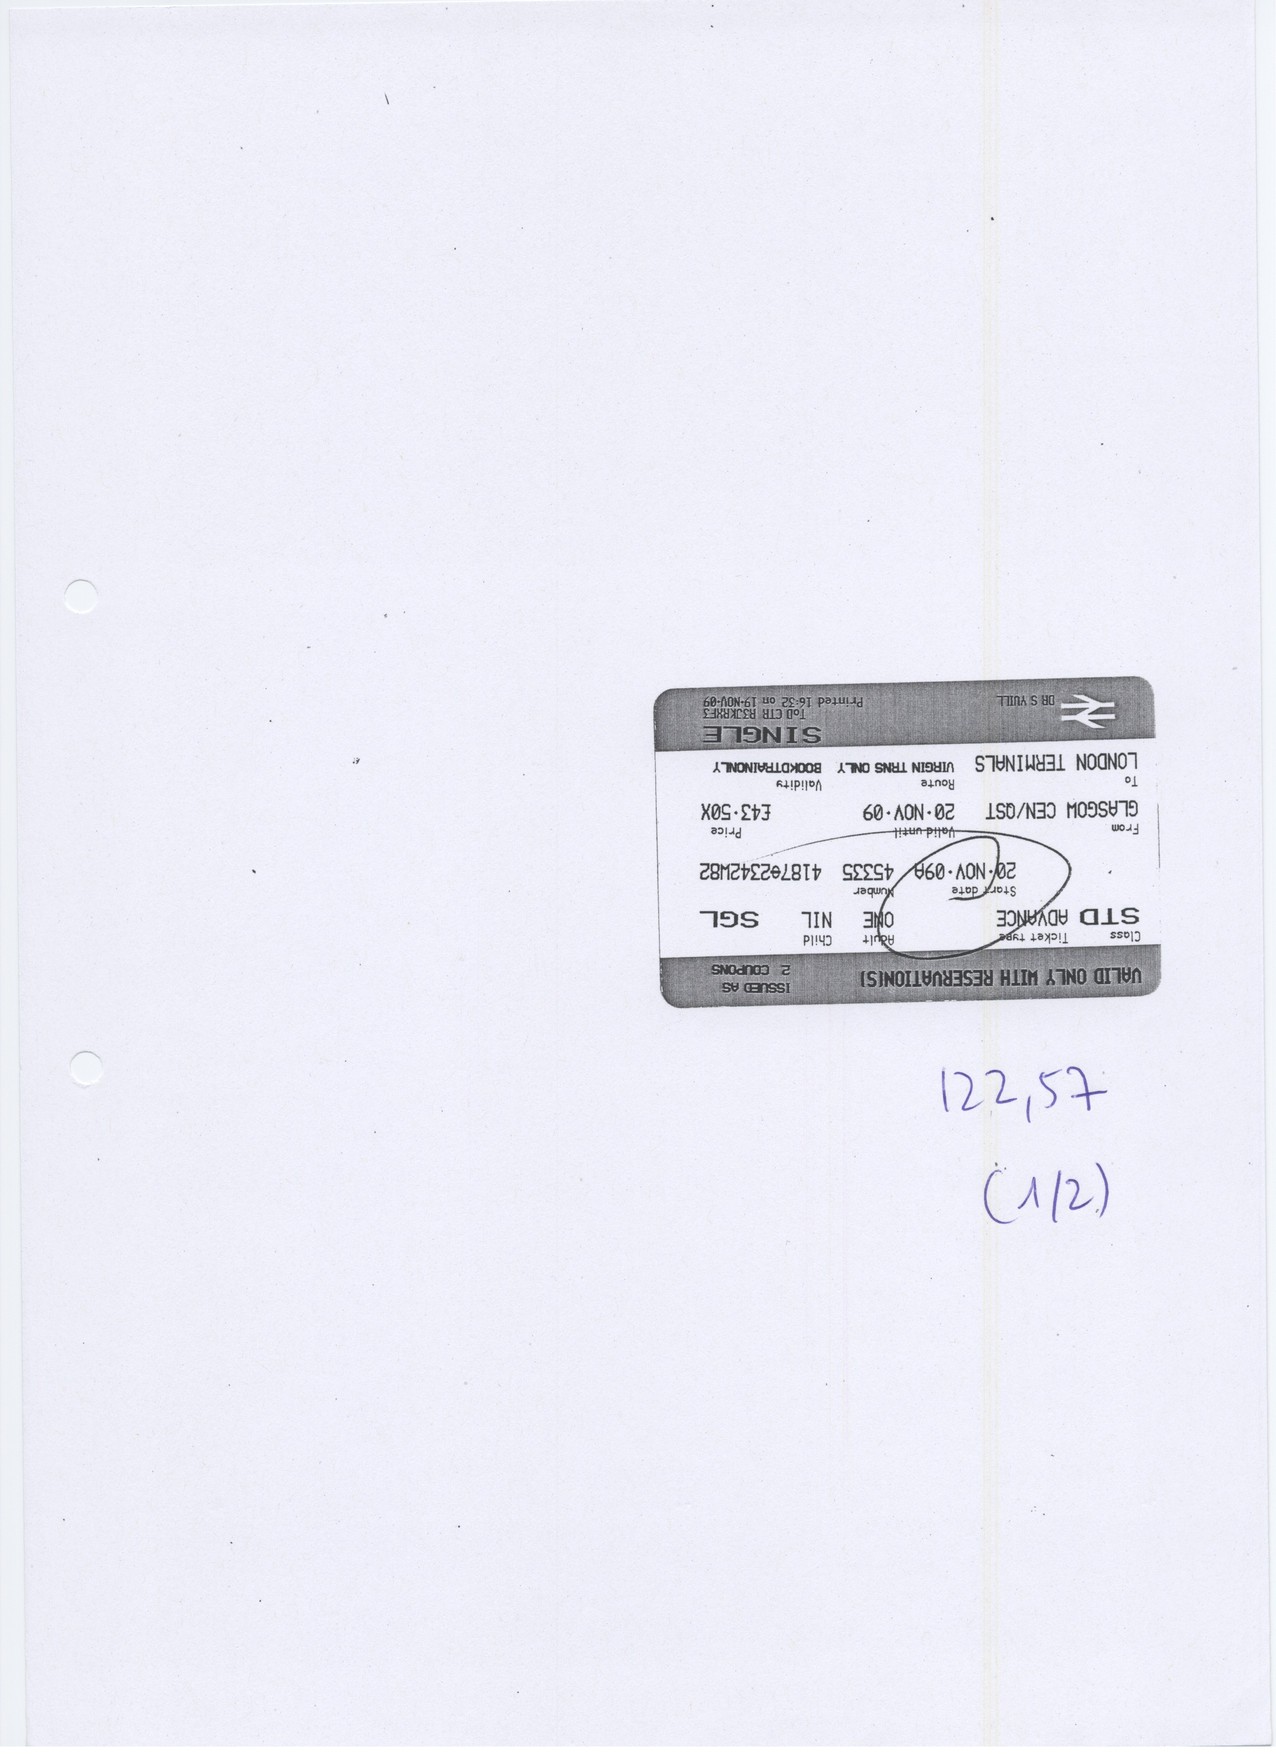 VALID ONLY WITH RESERVATION(S) ISSUED AS
2 COUPONS
Class Ticket type Adult Child
STD ADVANCE ONE NIL SGL
Start date Number
20·NOV·09A 45335 4187022342W82
From Valid until Price
GLASGOW CEN/QST 20·NOV·09 £43·50X
To Route Validity
LONDON TERMINALS VIRGIN TRNS ONLY BOOKDTRAINONLY
SINGLE
DR S YUILL ToD CTR
Printed 16:32 on 19·NOV·09
122,57
(1/2)